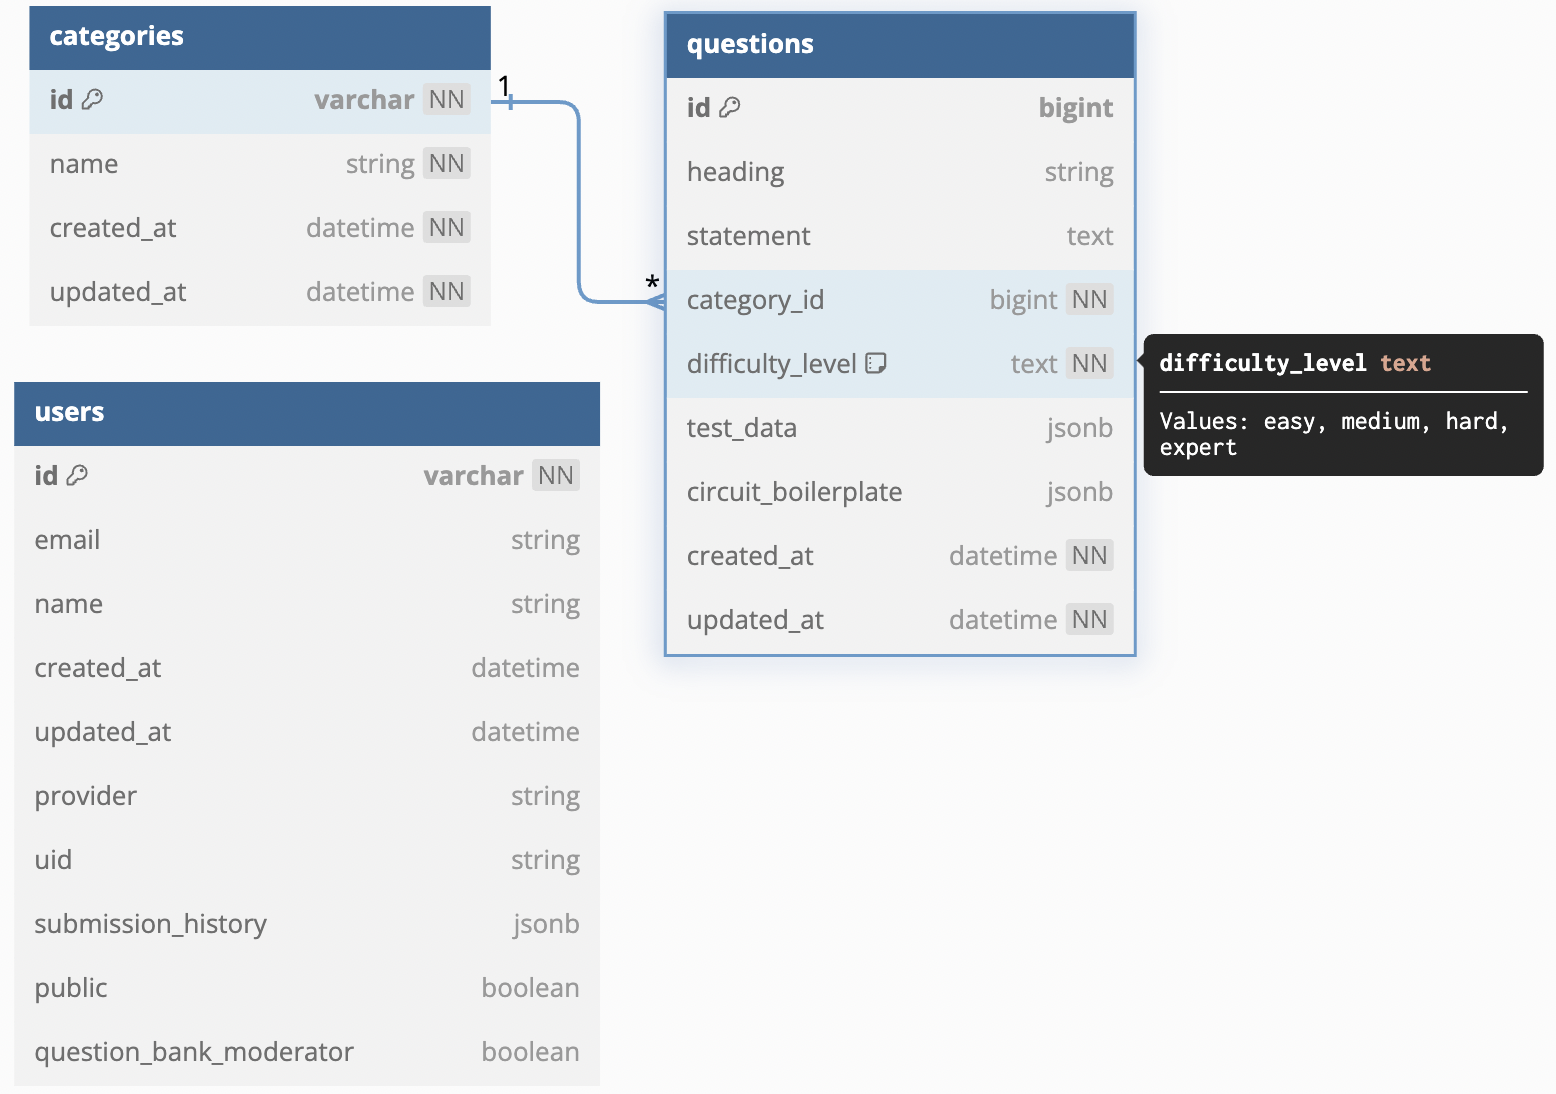 categories
id varchar NN
name string NN
created_at datetime NN
updated_at datetime NN
1
*
questions
id bigint
heading string
statement text
category_id bigint NN
difficulty_level text NN
test_data jsonb
circuit_boilerplate jsonb
created_at datetime NN
updated_at datetime NN
difficulty_level text
Values: easy, medium, hard,
expert
users
id varchar NN
email string
name string
created_at datetime
updated_at datetime
provider string
uid string
submission_history jsonb
public boolean
question_bank_moderator boolean